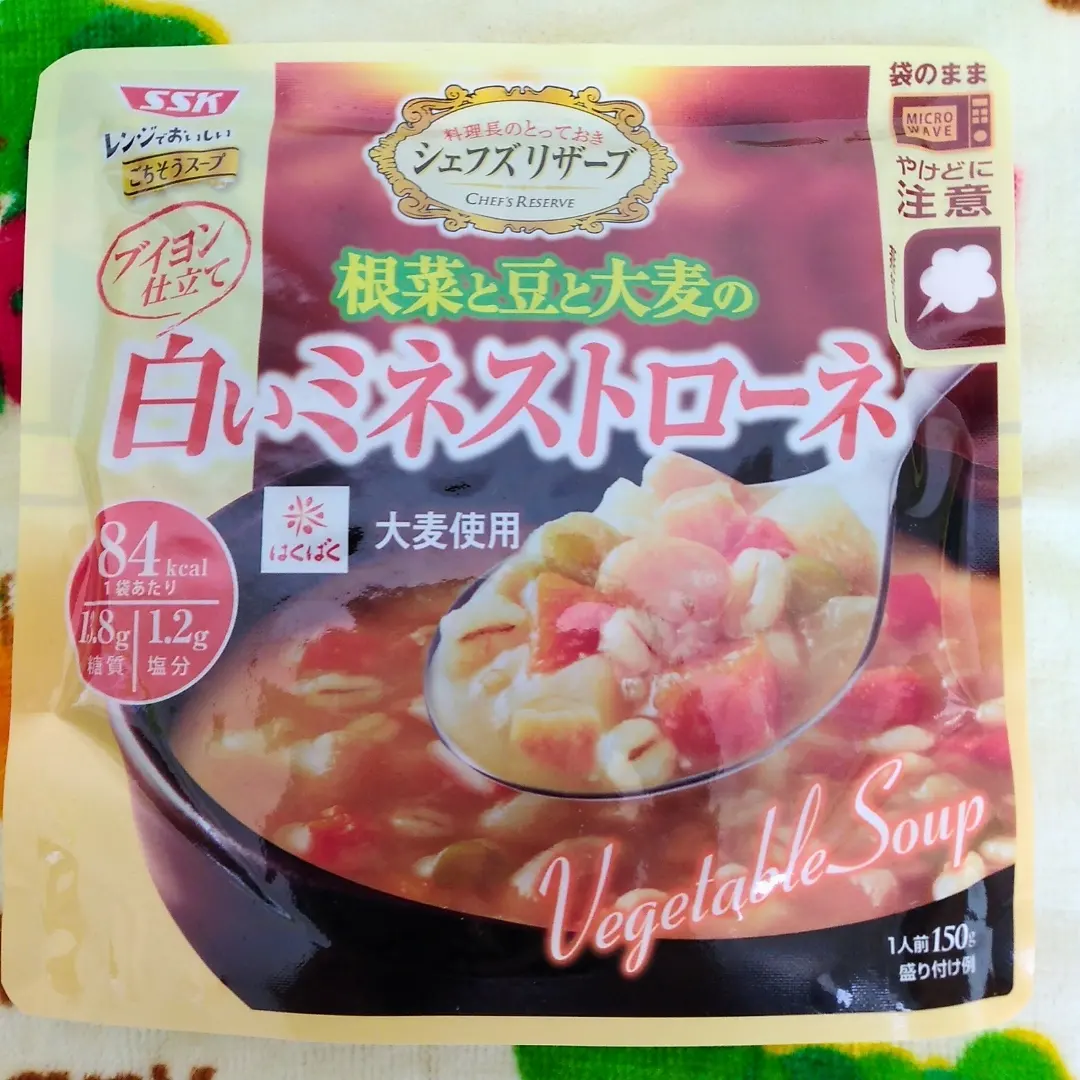 SSK
レンジでおいしい
ごちそうスープ
料理長のとっておき
シェフズリザーブ
CHEF'S RESERVE
袋のまま
MICRO
WAVE
やけどに
注意
ブイヨン
仕立て
根菜と豆と大麦の
白いミネストローネ
84kcal
1袋あたり
1.2g
糖質 塩分
はくばく
大麦使用
Vegetable Soup
1人前150g
盛り付け例